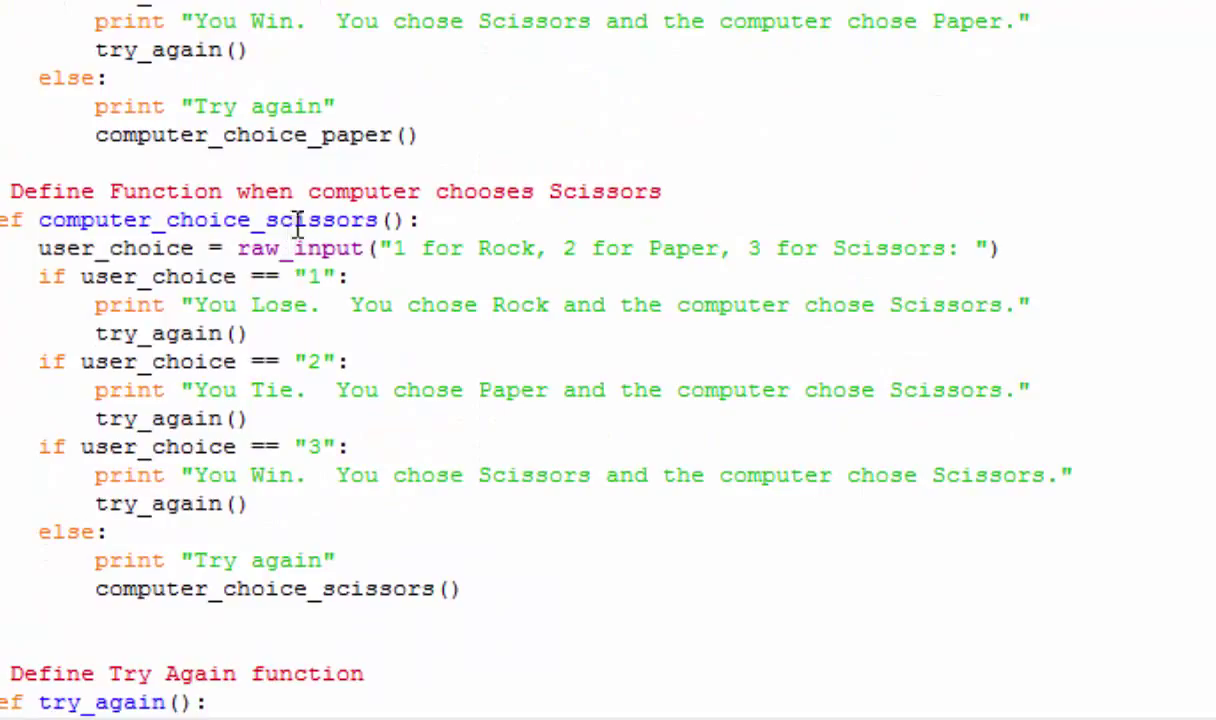 print "You Win.  You chose Scissors and the computer chose Paper."
try_again()
else:
print "Try again"
computer_choice_paper()
Define Function when computer chooses Scissors
ef computer_choice_scissors():
user_choice = raw_input("1 for Rock, 2 for Paper, 3 for Scissors: ")
if user_choice == "1":
print "You Lose.  You chose Rock and the computer chose Scissors."
try_again()
if user_choice == "2":
print "You Tie.  You chose Paper and the computer chose Scissors."
try_again()
if user_choice == "3":
print "You Win.  You chose Scissors and the computer chose Scissors."
try_again()
else:
print "Try again"
computer_choice_scissors()
Define Try Again function
ef try_again():